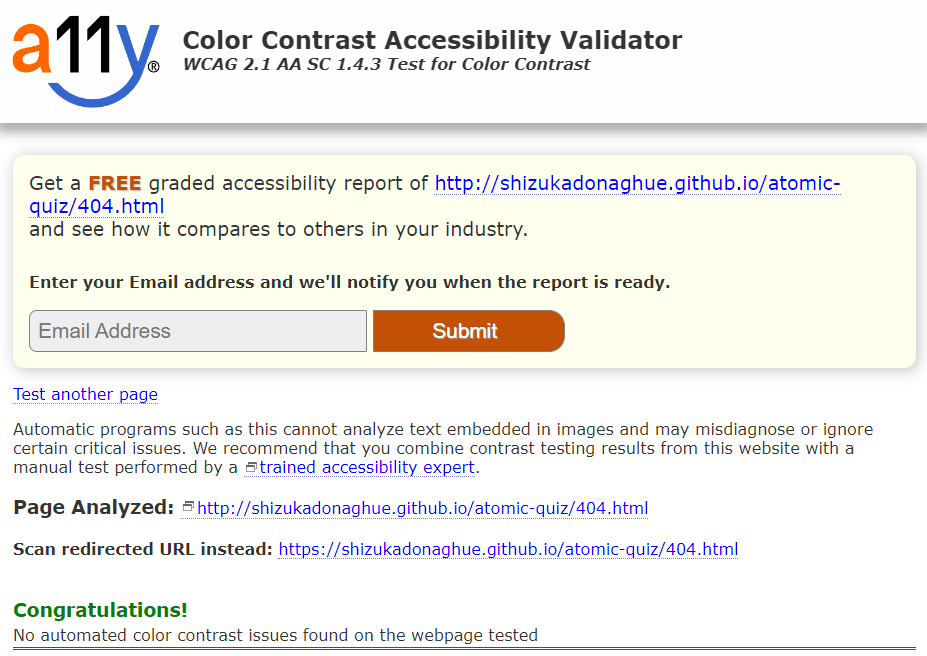 a11y®
Color Contrast Accessibility Validator
WCAG 2.1 AA SC 1.4.3 Test for Color Contrast
Get a FREE graded accessibility report of http://shizukadonaghue.github.io/atomic-
quiz/404.html
and see how it compares to others in your industry.
Enter your Email address and we'll notify you when the report is ready.
Email Address
Submit
Test another page
Automatic programs such as this cannot analyze text embedded in images and may misdiagnose or ignore
certain critical issues. We recommend that you combine contrast testing results from this website with a
manual test performed by a trained accessibility expert.
Page Analyzed: http://shizukadonaghue.github.io/atomic-quiz/404.html
Scan redirected URL instead: https://shizukadonaghue.github.io/atomic-quiz/404.html
Congratulations!
No automated color contrast issues found on the webpage tested